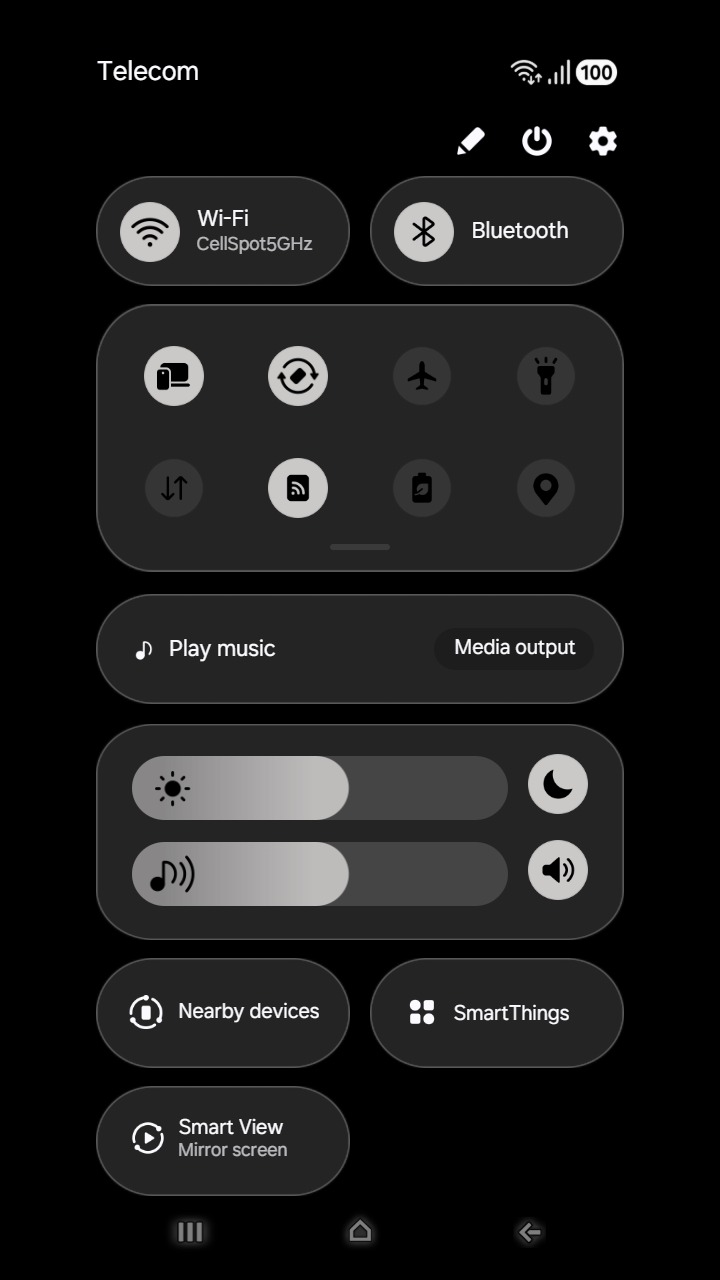 Telecom
100
Wi-Fi
CellSpot5GHz
Bluetooth
Play music
Media output
Nearby devices
SmartThings
Smart View
Mirror screen